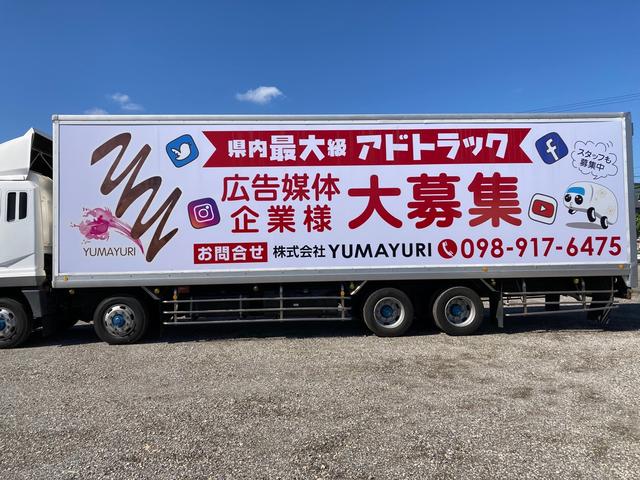 県内最大級 アドトラック
広告媒体
企業様
大募集
お問合せ 株式会社 YUMAYURI 098-917-6475
YUMAYURI
スタッフも
募集中